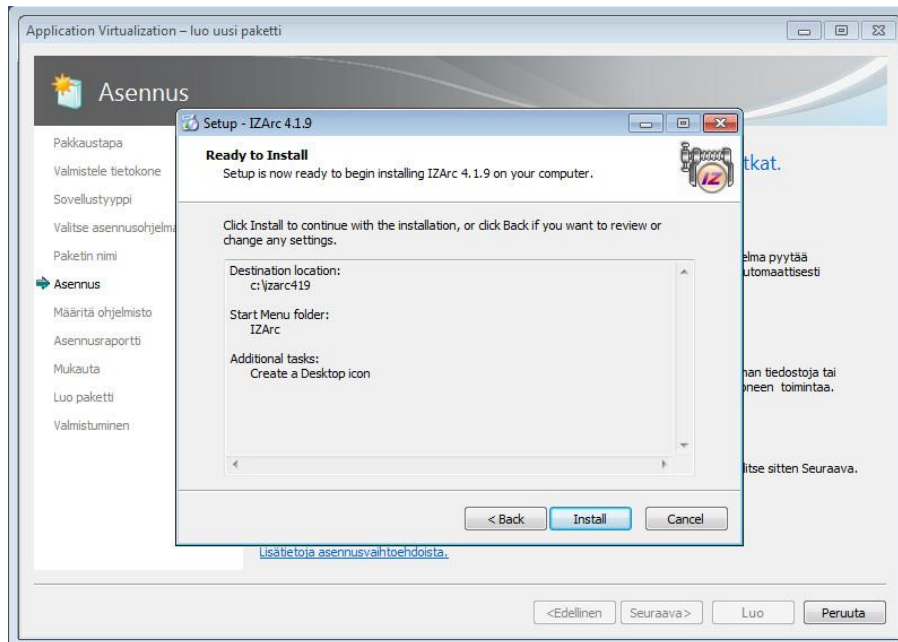 Application Virtualization – luo uusi paketti
Asennus
Pakkaustapa
Valmistele tietokone
Sovellustyyppi
Valitse asennusohjelma
Paketin nimi
Asennus
Määritä ohjelmisto
Asennusraportti
Mukauta
Luo paketti
Valmistuminen
Setup - IZArc 4.1.9
Ready to Install
Setup is now ready to begin installing IZArc 4.1.9 on your computer.
IZ
Click Install to continue with the installation, or click Back if you want to review or
change any settings.
Destination location:
c:\izarc419
Start Menu folder:
IZArc
Additional tasks:
Create a Desktop icon
< Back
Install
Cancel
tkat.
elma pyytää
utomaattisesti
nan tiedostoja tai
oneen toimintaa.
litse sitten Seuraava.
Lisätietoja asennusvaihtoehdoista.
<Edellinen
Seuraava>
Luo
Peruuta